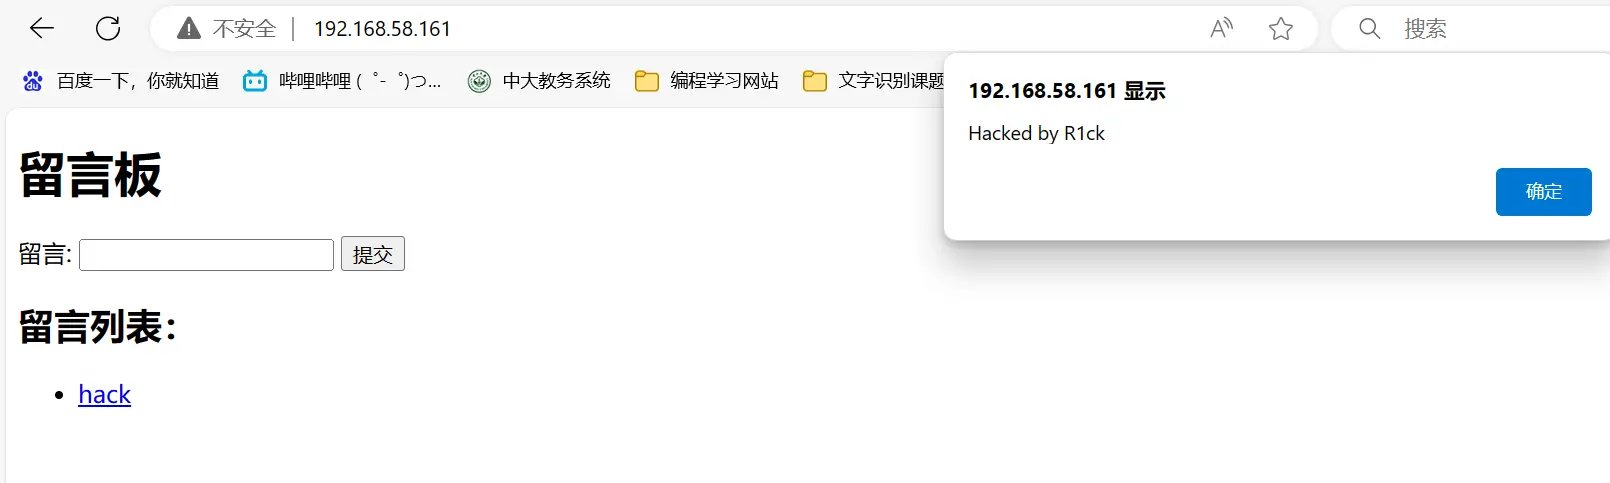 不安全 192.168.58.161 搜索
百度一下，你就知道 哔哩哔哩 ( ゜- ゜)つ... 中大教务系统 编程学习网站 文字识别课题
192.168.58.161 显示
Hacked by R1ck
确定
留言板
留言: 提交
留言列表：
hack